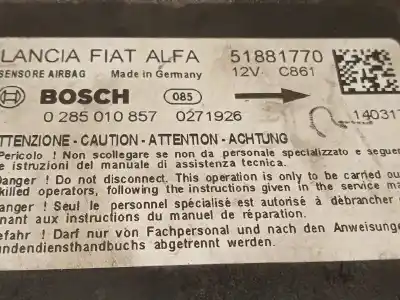 LANCIA FIAT ALFA 51881770
SENSORE AIRBAG Made in Germany 12V C861
BOSCH 085
0 285 010 857 0271926 14031
ATTENZIONE - CAUTION - ATTENTION - ACHTUNG
Pericolo ! Non scollegare se non da personale specializzato e seguen
e istruzioni del manuale di assistenza tecnica.
anger ! Do not disconnect. This operation is only to be carried ou
killed operators, following the instructions given in the service ma
anger ! Seul le personnel spécialisé est autorisé à débrancher
nant aux instructions du manuel de réparation.
efahr ! Darf nur von Fachpersonal und nach den Anweisunge
undendiensthandbuchs abgetrennt werden.